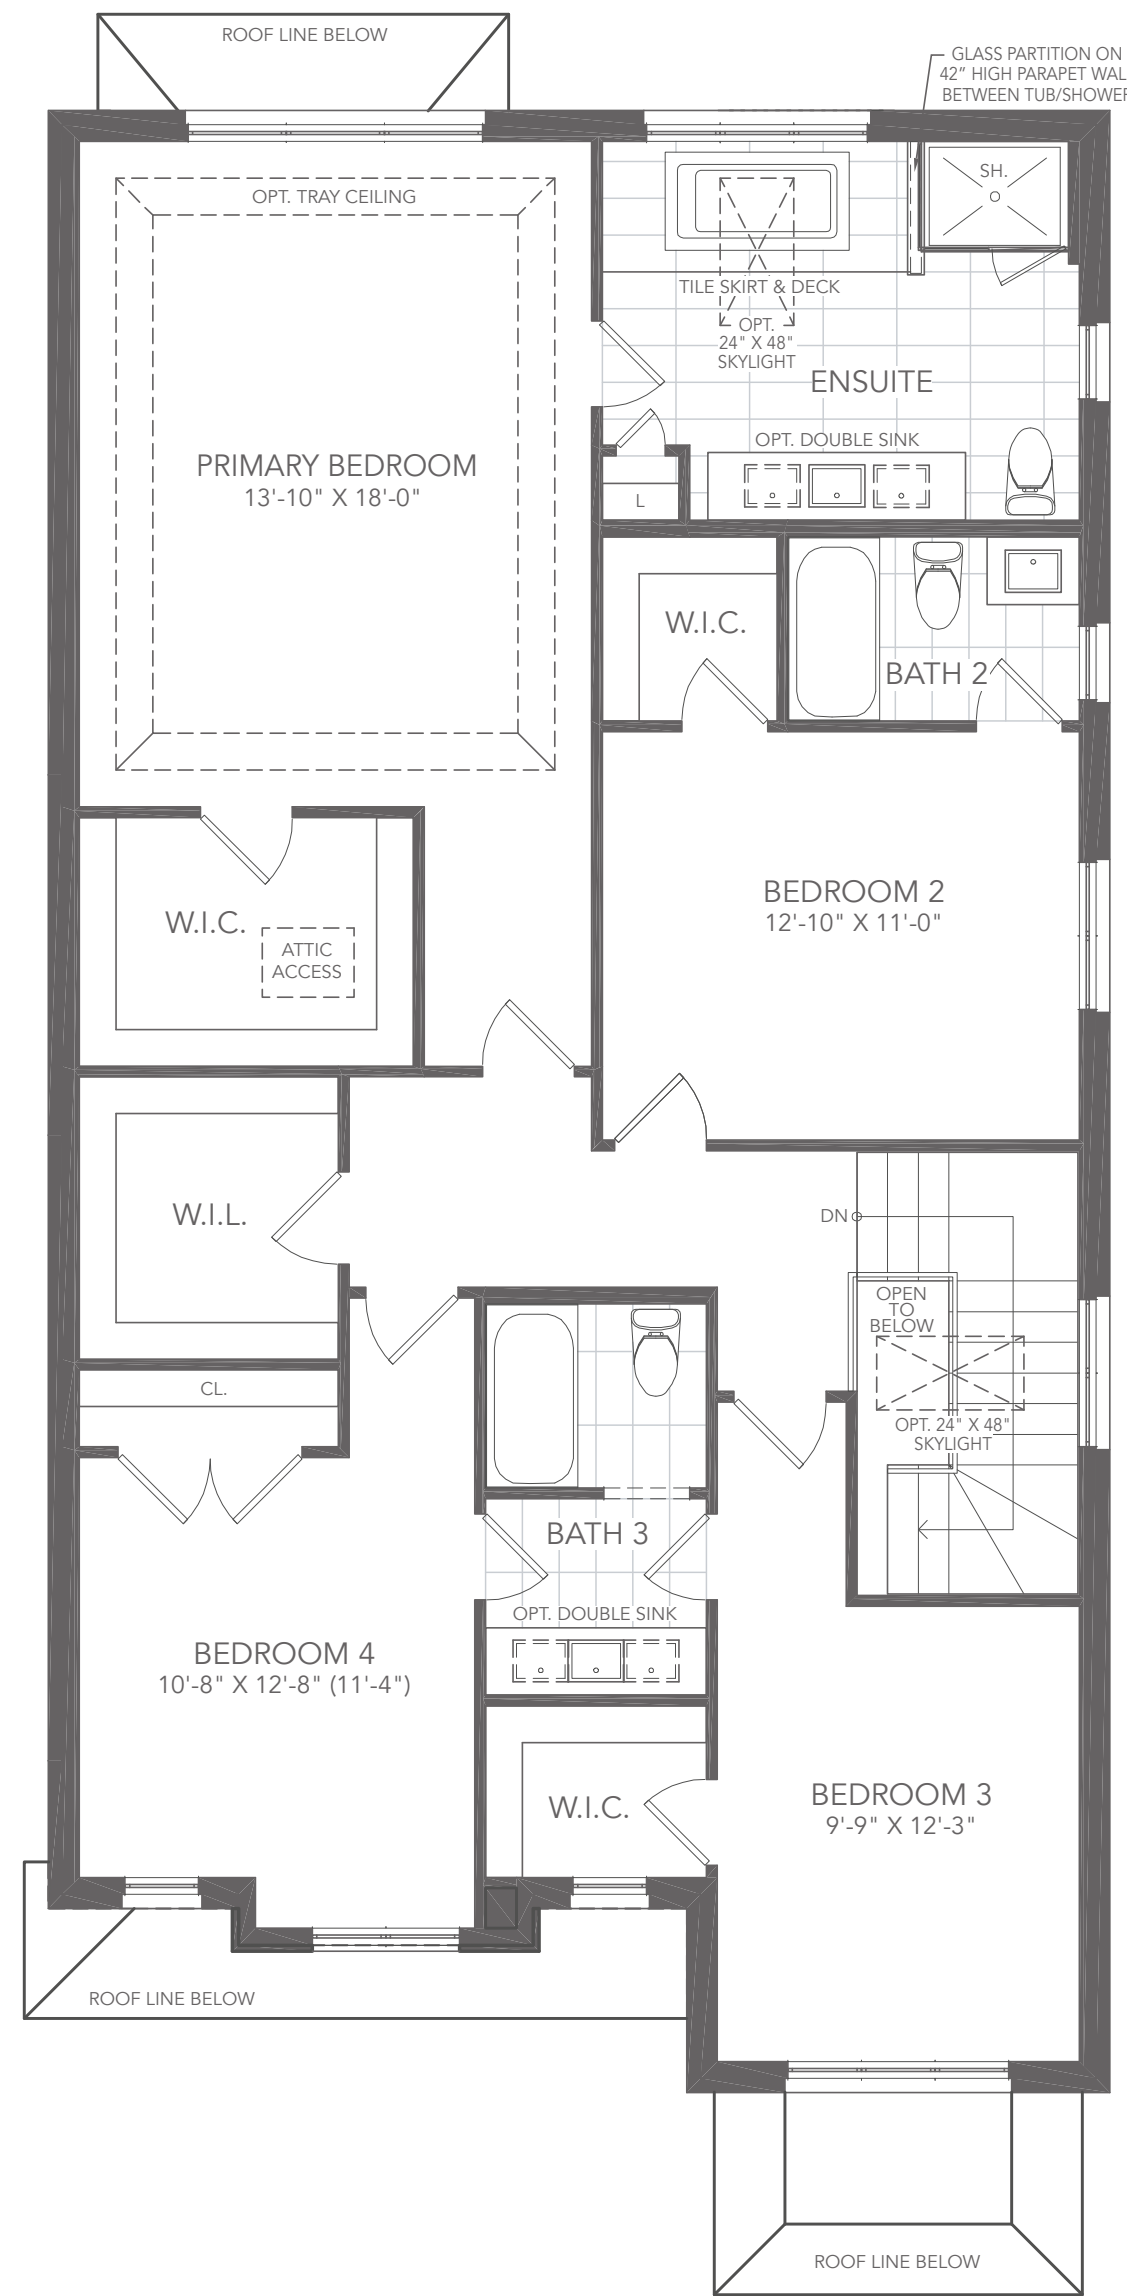 ROOF LINE BELOW
GLASS PARTITION ON
42" HIGH PARAPET WAL
BETWEEN TUB/SHOWER
OPT. TRAY CEILING
SH.
TILE SKIRT & DECK
OPT.
24" X 48"
SKYLIGHT
ENSUITE
OPT. DOUBLE SINK
PRIMARY BEDROOM
13'-10" X 18'-0"
L
W.I.C.
BATH 2
BEDROOM 2
12'-10" X 11'-0"
W.I.C.
ATTIC
ACCESS
W.I.L.
DN
OPEN
TO
BELOW
OPT. 24" X 48"
SKYLIGHT
CL.
BATH 3
OPT. DOUBLE SINK
BEDROOM 4
10'-8" X 12'-8" (11'-4")
W.I.C.
BEDROOM 3
9'-9" X 12'-3"
ROOF LINE BELOW
ROOF LINE BELOW